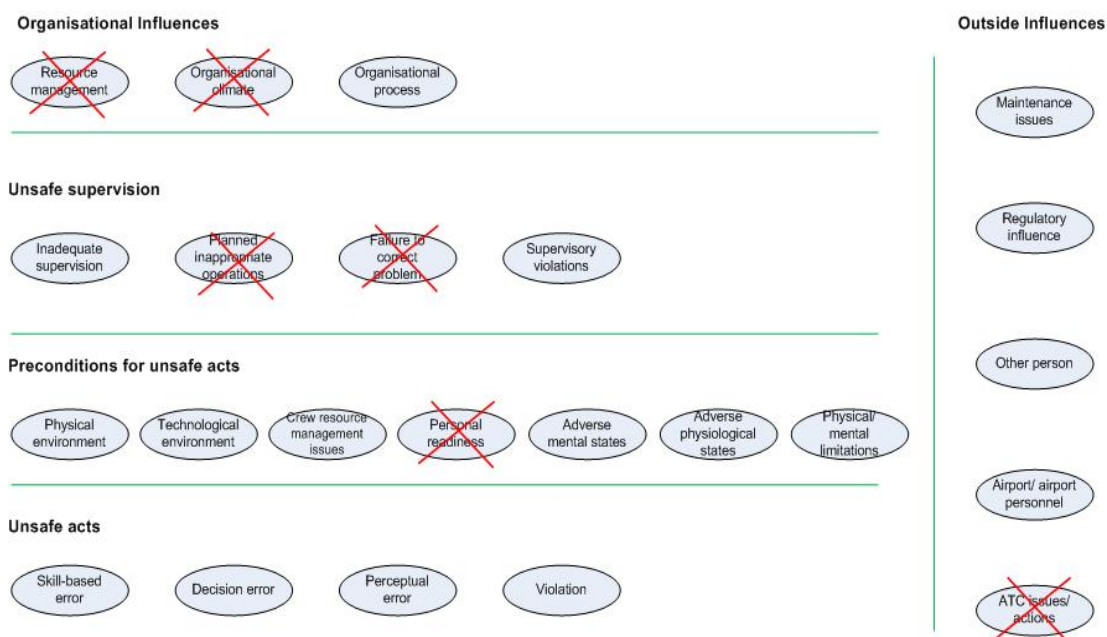 Organisational Influences
Outside Influences
Resource
management
Organisational
climate
Organisational
process
Maintenance
issues
Unsafe supervision
Regulatory
influence
Inadequate
supervision
Planned
inappropriate
operations
Failure to
correct
problem
Supervisory
violations
Preconditions for unsafe acts
Other person
Physical
environment
Technological
environment
Crew resource
management
issues
Personal
readiness
Adverse
mental states
Adverse
physiological
states
Physical/
mental
limitations
Airport/ airport
personnel
Unsafe acts
Skill-based
error
Decision error
Perceptual
error
Violation
ATC issues/
actions